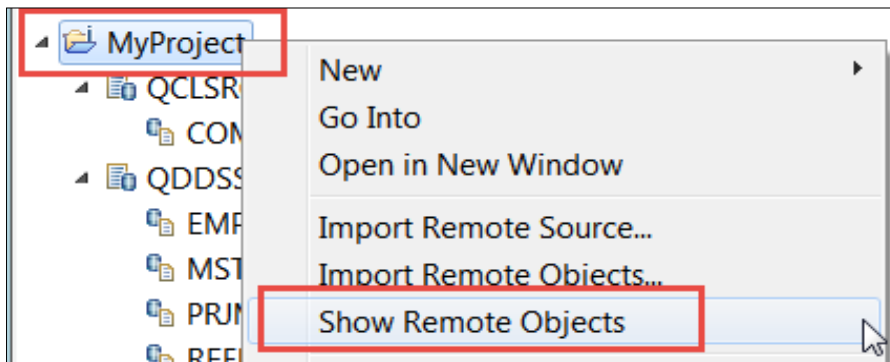 MyProject
New
QCLSR
Go Into
COM
Open in New Window
QDDSS
EMP
Import Remote Source...
MST
Import Remote Objects...
PRJM
Show Remote Objects